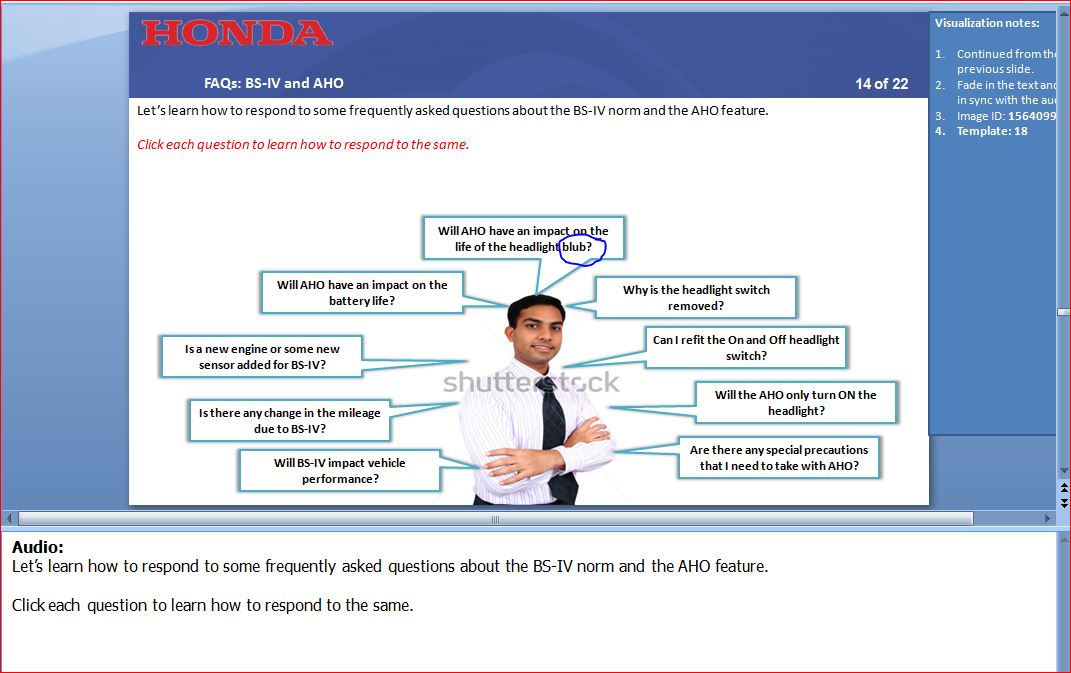 HONDA
FAQs: BS-IV and AHO
14 of 22
Let's learn how to respond to some frequently asked questions about the BS-IV norm and the AHO feature.
Click each question to learn how to respond to the same.
Will AHO have an impact on the
life of the headlight blub?
Will AHO have an impact on the
battery life?
Why is the headlight switch
removed?
Is a new engine or some new
sensor added for BS-IV?
Can I refit the On and Off headlight
switch?
Is there any change in the mileage
due to BS-IV?
Will the AHO only turn ON the
headlight?
Will BS-IV impact vehicle
performance?
Are there any special precautions
that I need to take with AHO?
shutterstock
Visualization notes:
1. Continued from the
previous slide.
2. Fade in the text and
in sync with the au
3. Image ID: 1564099
4. Template: 18
Audio:
Let's learn how to respond to some frequently asked questions about the BS-IV norm and the AHO feature.
Click each question to learn how to respond to the same.